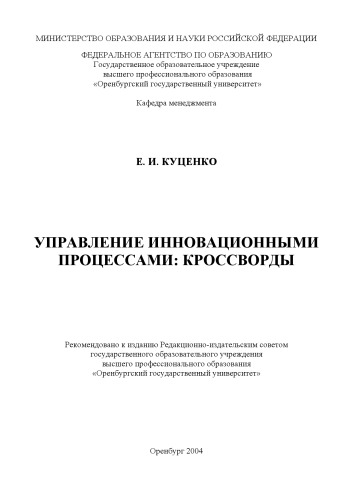 МИНИСТЕРСТВО ОБРАЗОВАНИЯ И НАУКИ РОССИЙСКОЙ ФЕДЕРАЦИИ
ФЕДЕРАЛЬНОЕ АГЕНТСТВО ПО ОБРАЗОВАНИЮ
Государственное образовательное учреждение
высшего профессионального образования
«Оренбургский государственный университет»
Кафедра менеджмента
Е. И. КУЦЕНКО
УПРАВЛЕНИЕ ИННОВАЦИОННЫМИ
ПРОЦЕССАМИ: КРОССВОРДЫ
Рекомендовано к изданию Редакционно-издательским советом
государственного образовательного учреждения
высшего профессионального образования
«Оренбургский государственный университет»
Оренбург 2004